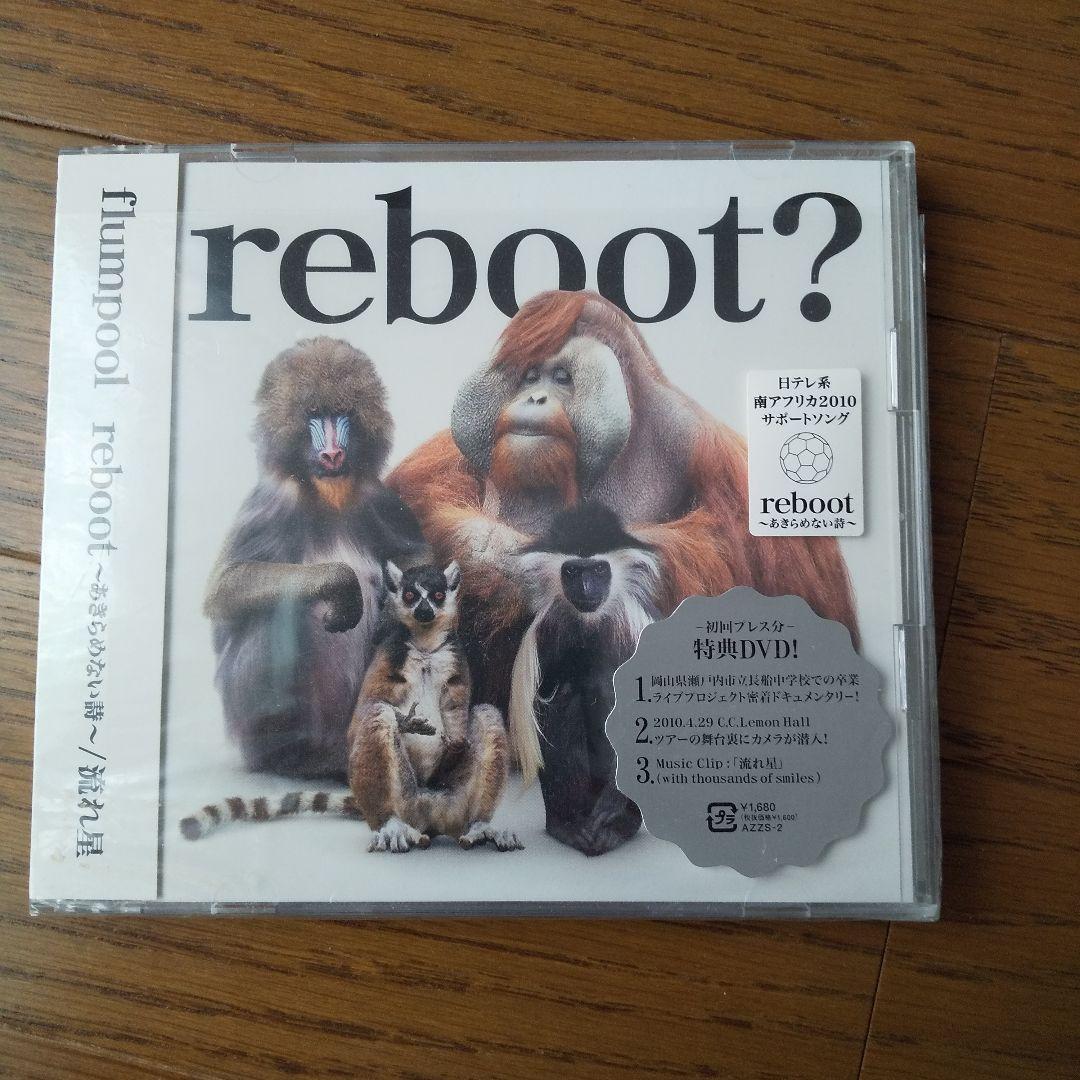 reboot?
flumpool reboot ～あきらめない詩～/流れ星
日テレ系
南アフリカ2010
サポートソング
reboot
～あきらめない詩～
-初回プレス分-
特典DVD!
1.岡山県瀬戸内市立長船中学校での卒業
ライブプロジェクト密着ドキュメンタリー!
2.2010.4.29 C.C.Lemon Hall
ツアーの舞台裏にカメラが潜入!
3.Music Clip:「流れ星」
(with thousands of smiles)
プラ
¥1,680
(税抜価格¥1,600)
AZZS-2